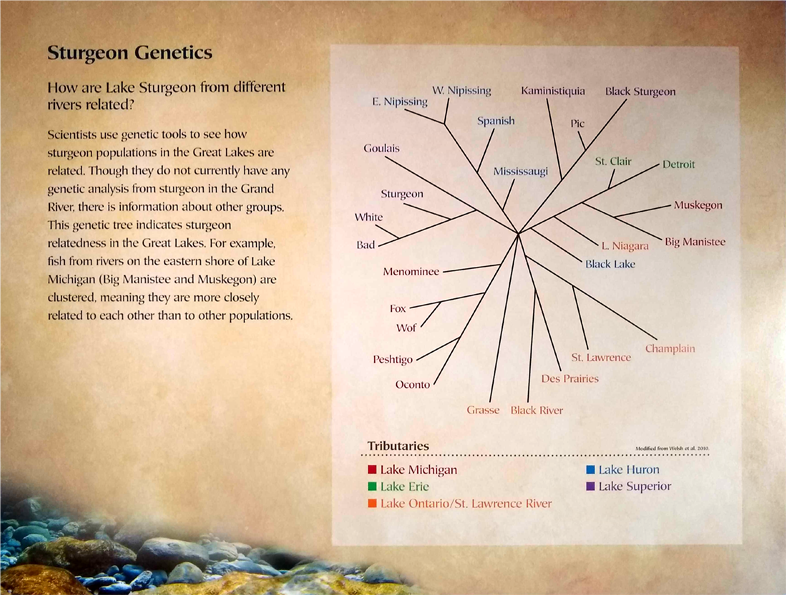 Sturgeon Genetics
How are Lake Sturgeon from different
rivers related?
Scientists use genetic tools to see how
sturgeon populations in the Great Lakes are
related. Though they do not currently have any
genetic analysis from sturgeon in the Grand
River, there is information about other groups.
This genetic tree indicates sturgeon
relatedness in the Great Lakes. For example,
fish from rivers on the eastern shore of Lake
Michigan (Big Manistee and Muskegon) are
clustered, meaning they are more closely
related to each other than to other populations.
W. Nipissing
Kaministiquia
Black Sturgeon
E. Nipissing
Spanish
Pic
Goulais
St. Clair
Detroit
Mississaugi
Sturgeon
Muskegon
White
Bad
Big Manistee
L. Niagara
Black Lake
Menominee
Fox
Wof
Champlain
St. Lawrence
Peshtigo
Des Prairies
Oconto
Grasse
Black River
Tributaries
Modified from Welsh et al. 2010.
Lake Michigan
Lake Huron
Lake Erie
Lake Superior
Lake Ontario/St. Lawrence River